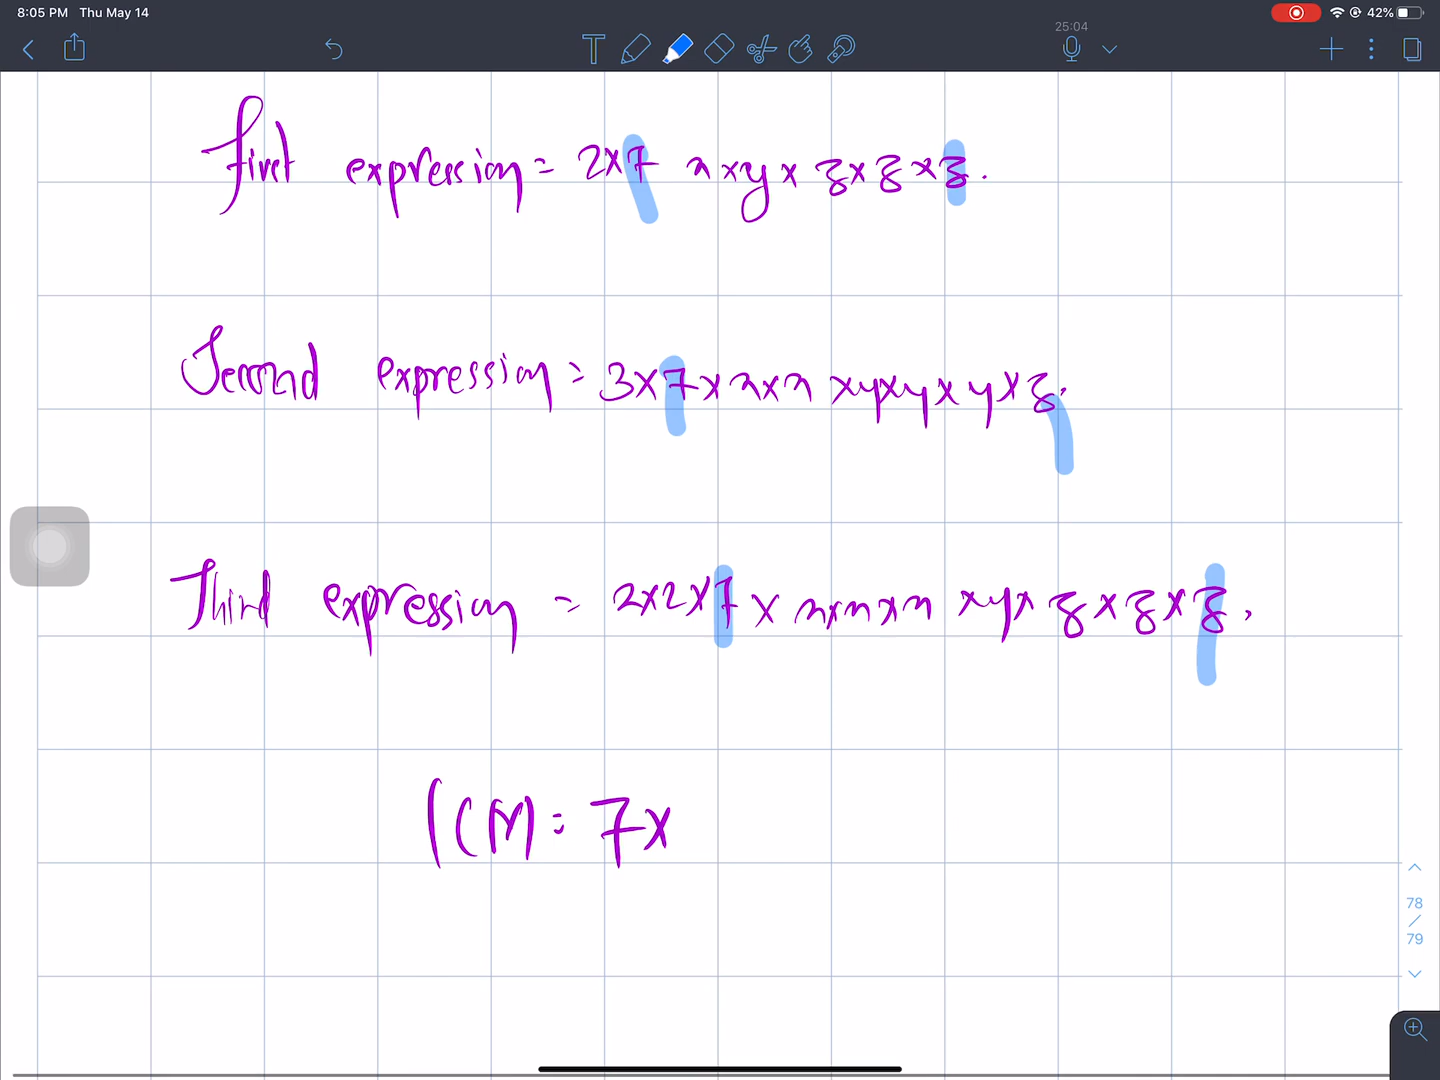 8:05 PM Thu May 14
42%
25:04
First expression = 2×7 x×y×z×z×z.
Second expression = 3×7×x×x×y×y×y×z.
Third expression = 2×2×7×x×x×x×y×z×z×z.
LCM = 7×
78
/
79